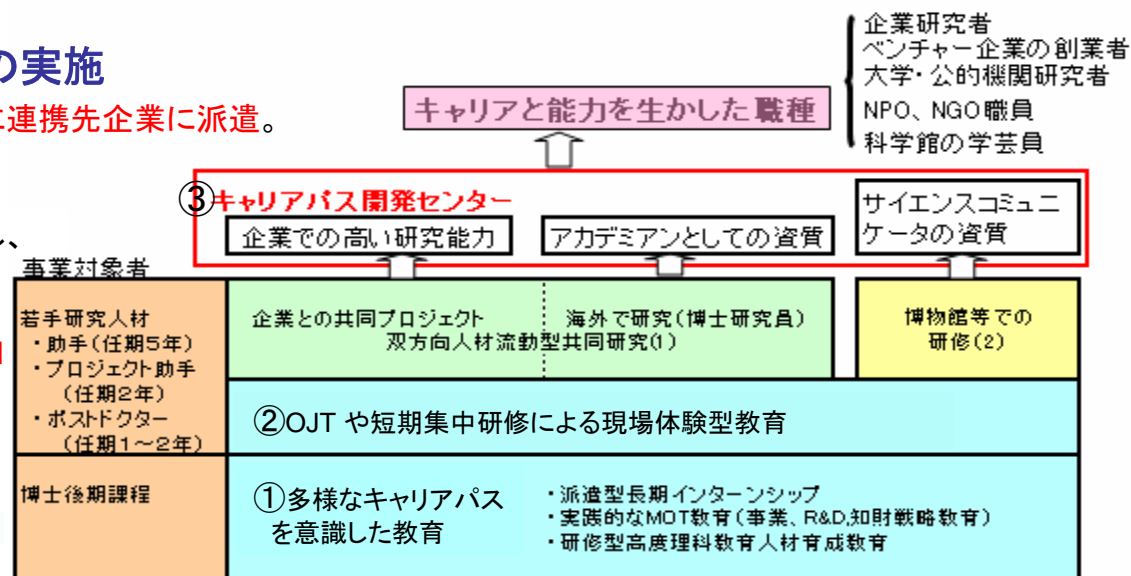 の実施
に連携先企業に派遣。
し、
企業研究者
ベンチャー企業の創業者
大学・公的機関研究者
NPO、NGO職員
科学館の学芸員
キャリアと能力を生かした職種
③キャリアパス開発センター
企業での高い研究能力
アカデミアンとしての資質
サイエンスコミュニ
ケータの資質
事業対象者
若手研究人材
・助手(任期5年)
・プロジェクト助手
(任期2年)
・ポストドクター
(任期1~2年)
企業との共同プロジェクト
海外で研究(博士研究員)
双方向人材流動型共同研究(1)
博物館等での
研修(2)
②OJT や短期集中研修による現場体験型教育
博士後期課程
①多様なキャリアパス
を意識した教育
・派遣型長期インターンシップ
・実践的なMOT教育(事業、R&D,知財戦略教育)
・研修型高度理科教育人材育成教育